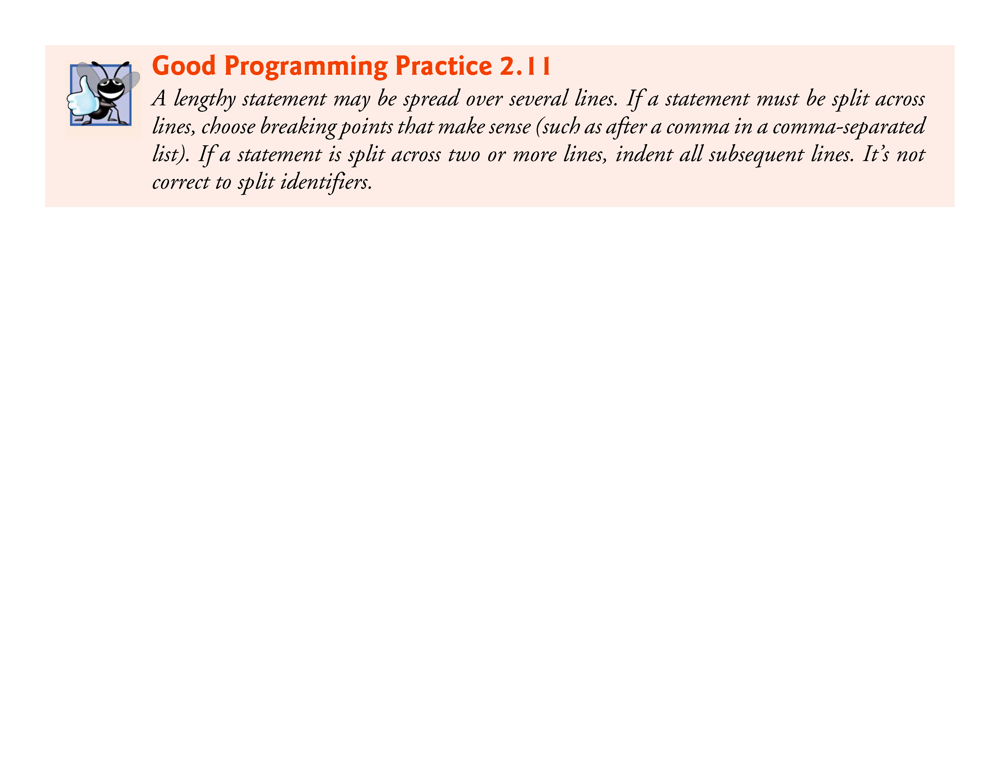 Good Programming Practice 2.11
A lengthy statement may be spread over several lines. If a statement must be split across
lines, choose breaking points that make sense (such as after a comma in a comma-separated
list). If a statement is split across two or more lines, indent all subsequent lines. It’s not
correct to split identifiers.